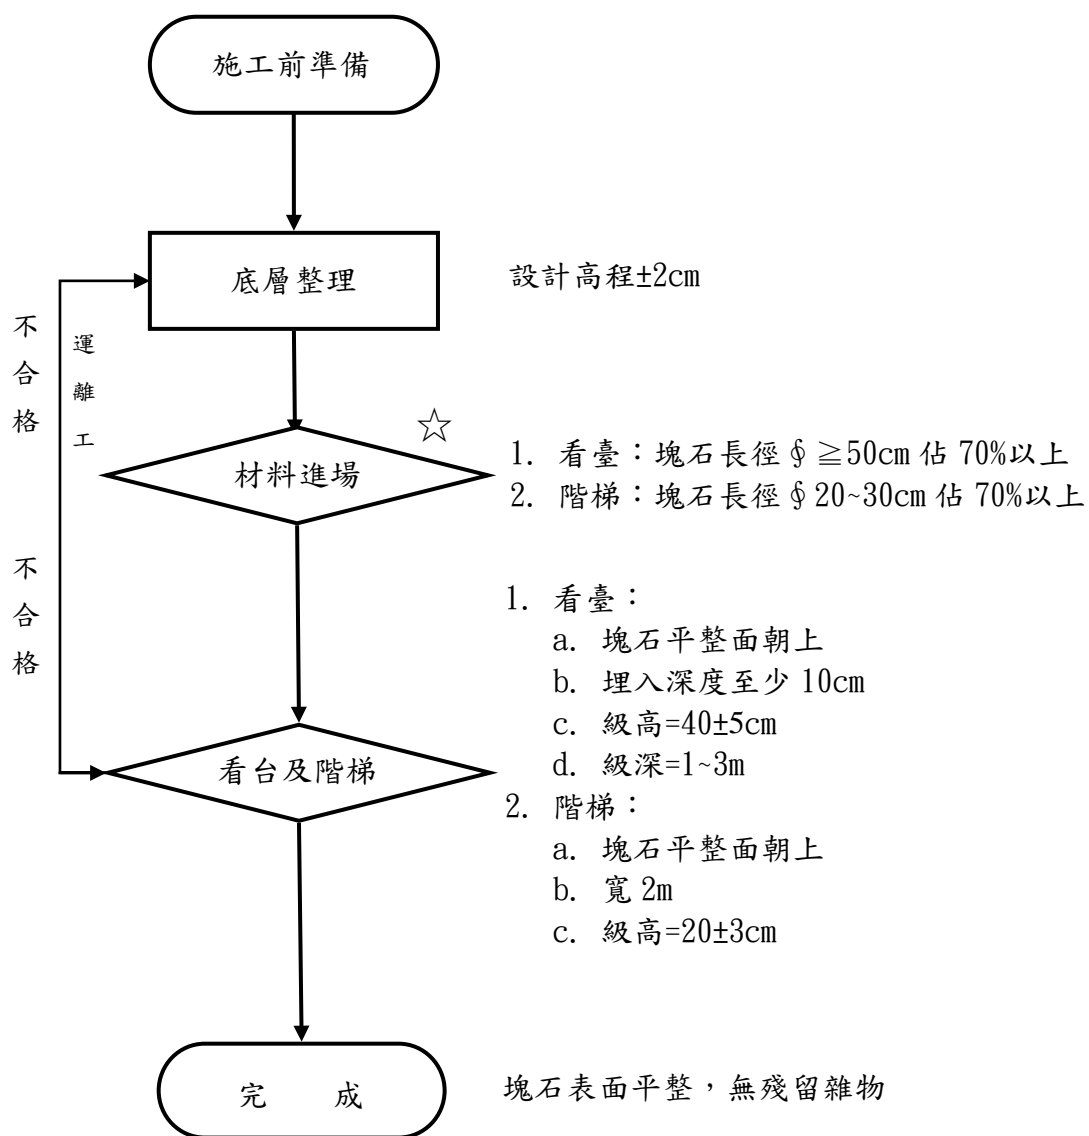 施工前準備
底層整理
設計高程±2cm
不合格
運離工
☆
材料進場
1. 看臺：塊石長徑∮≧50cm 佔 70%以上
2. 階梯：塊石長徑∮20~30cm 佔 70%以上
不合格
看台及階梯
1. 看臺：
a. 塊石平整面朝上
b. 埋入深度至少 10cm
c. 級高=40±5cm
d. 級深=1~3m
2. 階梯：
a. 塊石平整面朝上
b. 寬 2m
c. 級高=20±3cm
完 成
塊石表面平整，無殘留雜物